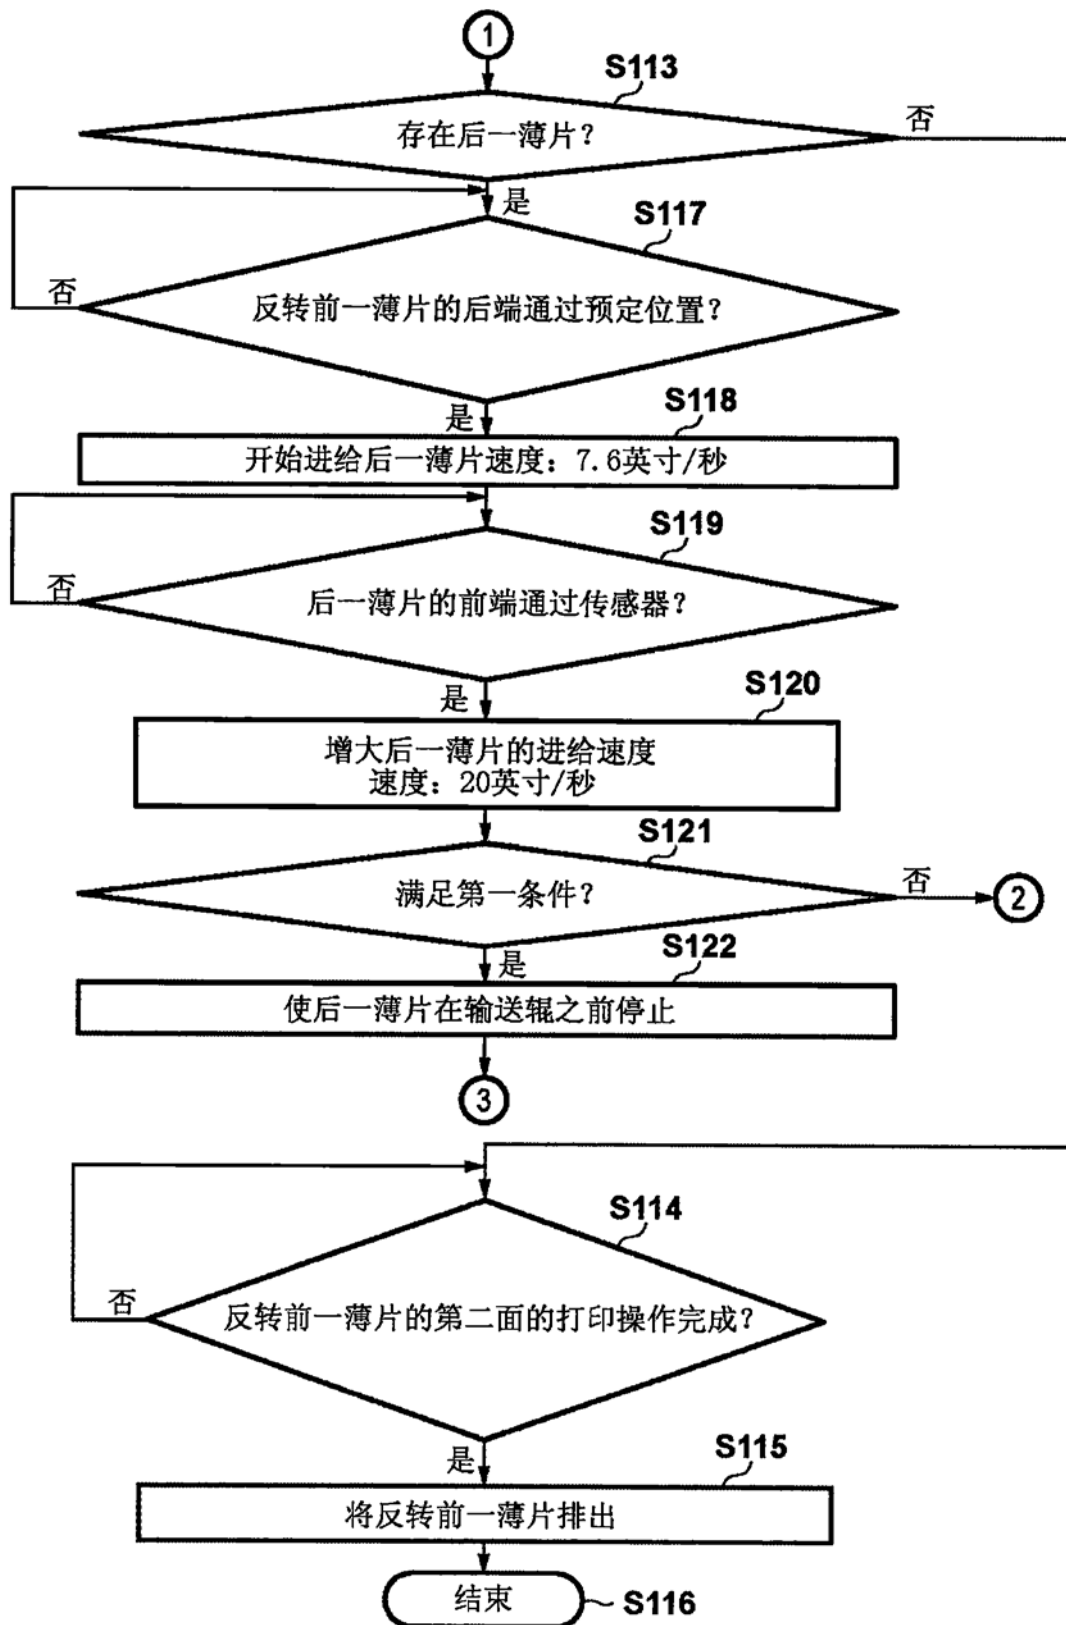 1
S113
存在后一薄片？
否
是
S117
反转前一薄片的后端通过预定位置？
否
是
S118
开始进给后一薄片速度：7.6英寸/秒
S119
后一薄片的前端通过传感器？
否
是
S120
增大后一薄片的进给速度
速度：20英寸/秒
S121
满足第一条件？
否
2
是
S122
使后一薄片在输送辊之前停止
3
S114
反转前一薄片的第二面的打印操作完成？
否
是
S115
将反转前一薄片排出
结束
S116